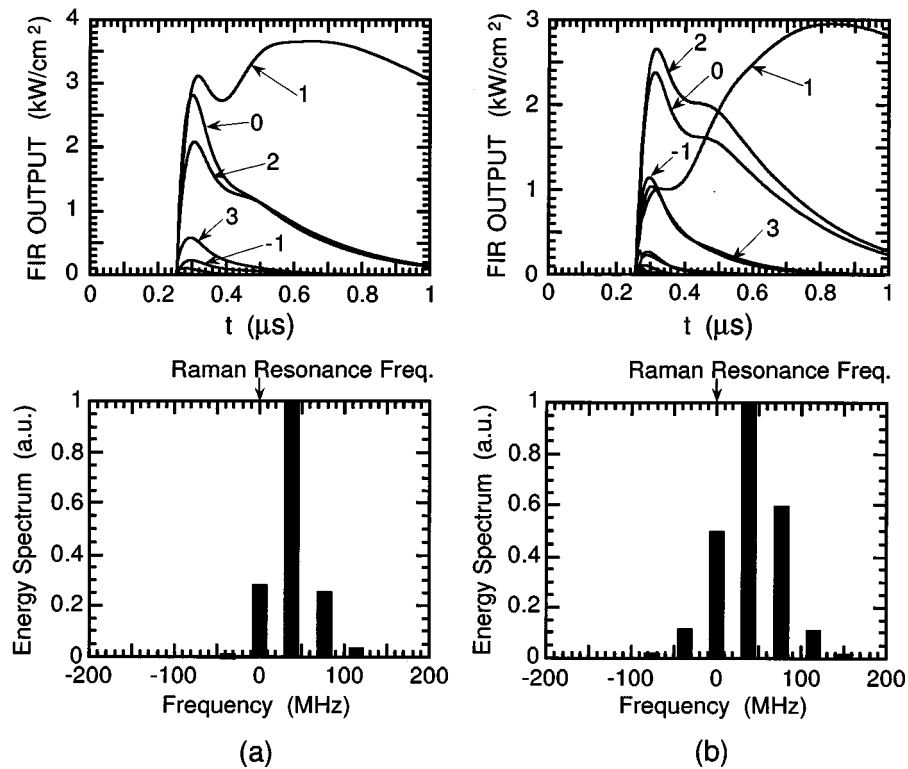 FIR OUTPUT (kW/cm²)
4
3
2
1
0
1
0
2
3
-1
0 0.2 0.4 0.6 0.8 1
t (μs)
FIR OUTPUT (kW/cm²)
3
2
1
0
2
0
1
-1
3
0 0.2 0.4 0.6 0.8 1
t (μs)
Raman Resonance Freq.
Energy Spectrum (a.u.)
1
0.8
0.6
0.4
0.2
0
-200 -100 0 100 200
Frequency (MHz)
(a)
Raman Resonance Freq.
Energy Spectrum (a.u.)
1
0.8
0.6
0.4
0.2
0
-200 -100 0 100 200
Frequency (MHz)
(b)